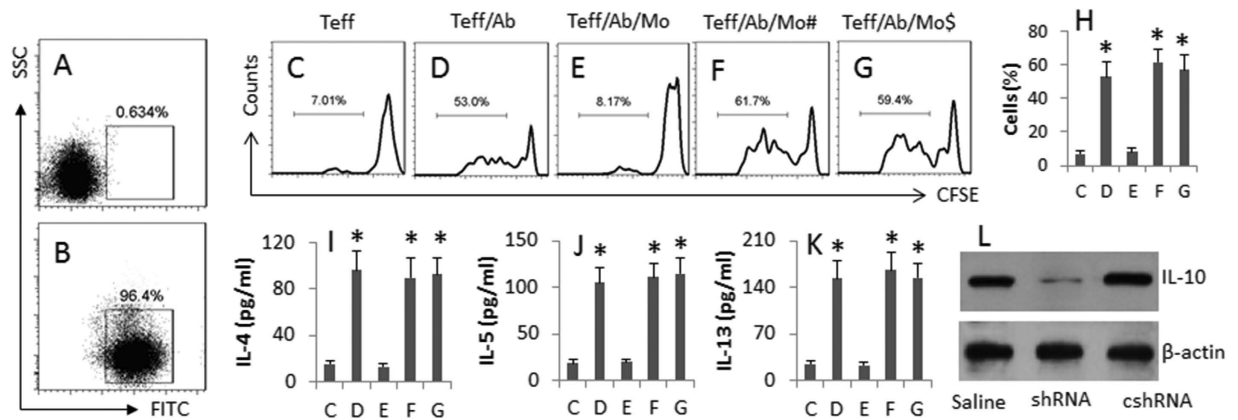 SSC
A
0.634%
B
96.4%
FITC
Teff
Teff/Ab
Teff/Ab/Mo
Teff/Ab/Mo#
Teff/Ab/Mo$
Counts
C
7.01%
D
53.0%
E
8.17%
F
61.7%
G
59.4%
CFSE
H
Cells(%)
80
60
40
20
0
* * *
C D E F G
I
IL-4 (pg/ml)
120
80
40
0
* * *
C D E F G
J
IL-5 (pg/ml)
150
100
50
0
* * *
C D E F G
K
IL-13 (pg/ml)
210
140
70
0
* * *
C D E F G
L
IL-10
β-actin
Saline shRNA cshRNA